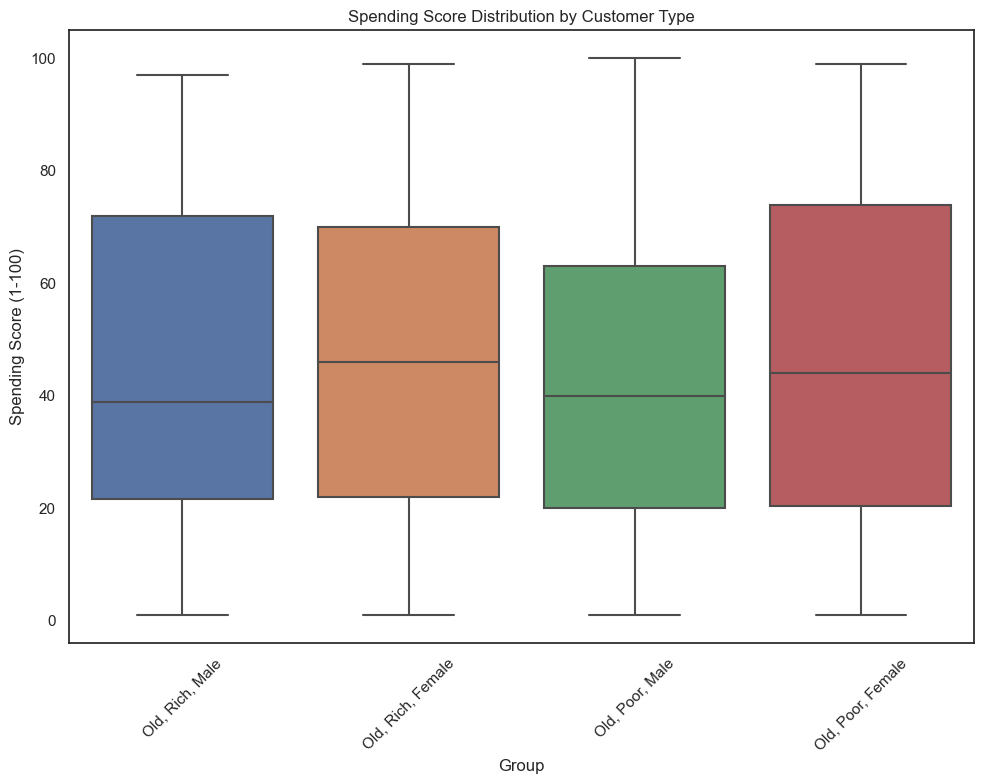 Spending Score Distribution by Customer Type
Spending Score (1-100)
100
80
60
40
20
0
Old, Rich, Male
Old, Rich, Female
Old, Poor, Male
Old, Poor, Female
Group